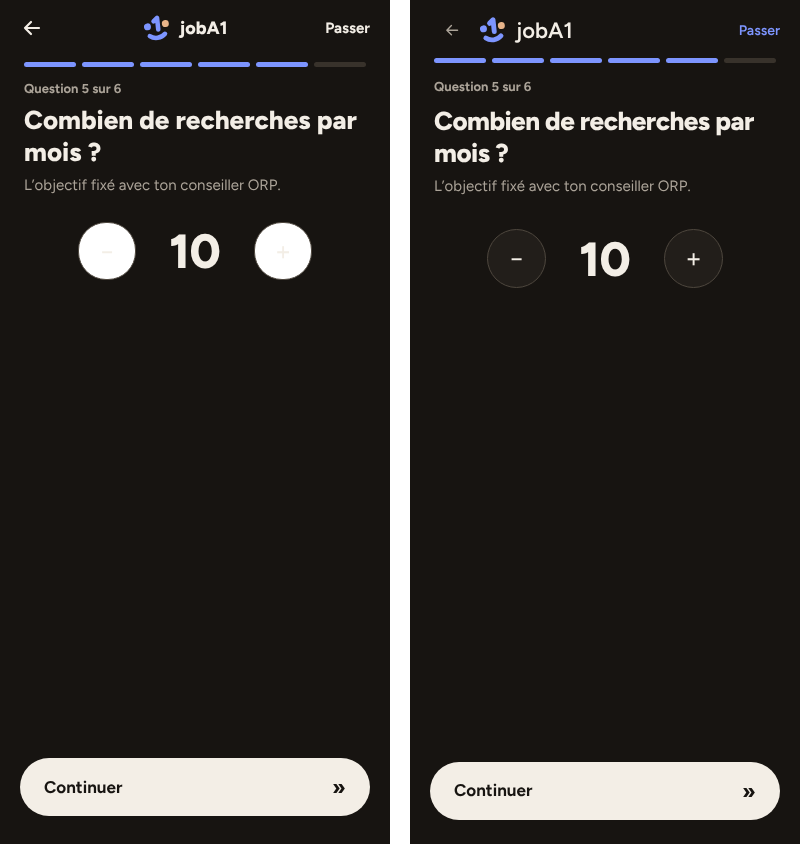 jobA1
Passer
Question 5 sur 6
Combien de recherches par
mois ?
L’objectif fixé avec ton conseiller ORP.
− 10 +
Continuer »
jobA1
Passer
Question 5 sur 6
Combien de recherches par
mois ?
L’objectif fixé avec ton conseiller ORP.
− 10 +
Continuer »